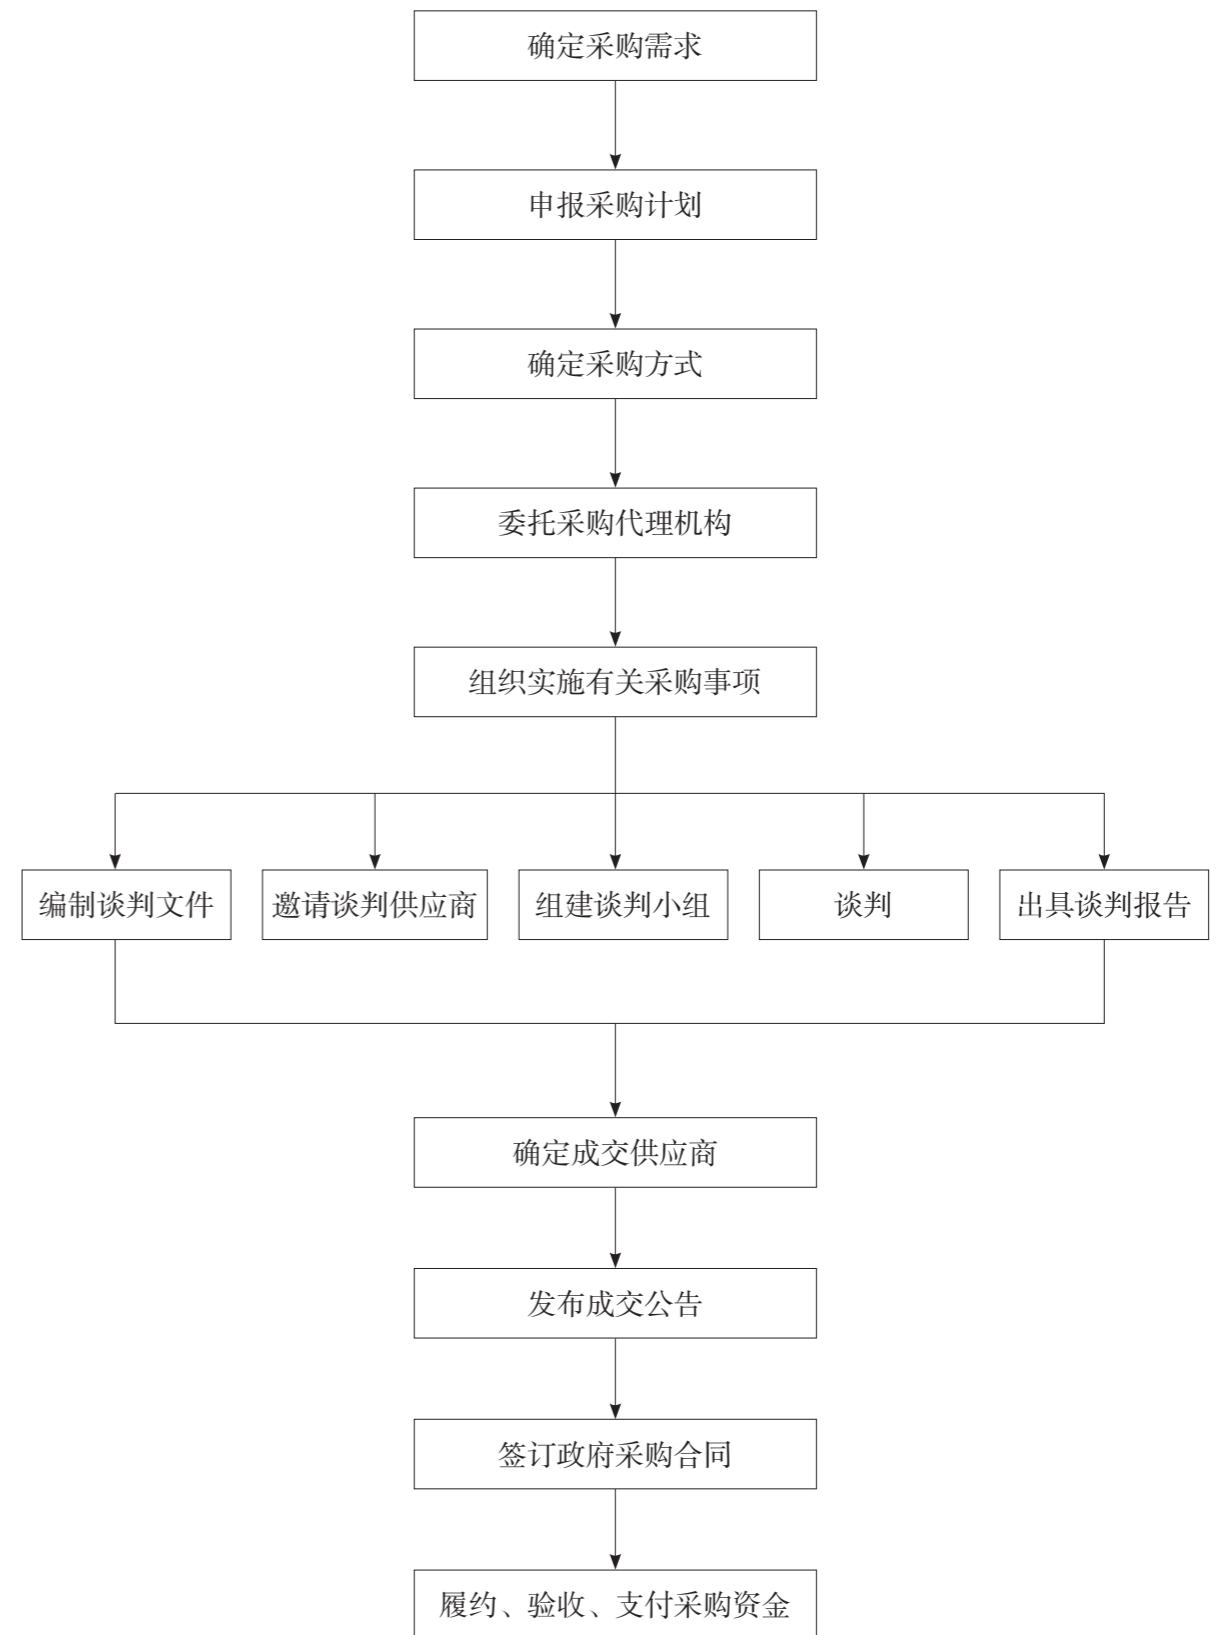 确定采购需求
申报采购计划
确定采购方式
委托采购代理机构
组织实施有关采购事项
编制谈判文件
邀请谈判供应商
组建谈判小组
谈判
出具谈判报告
确定成交供应商
发布成交公告
签订政府采购合同
履约、验收、支付采购资金